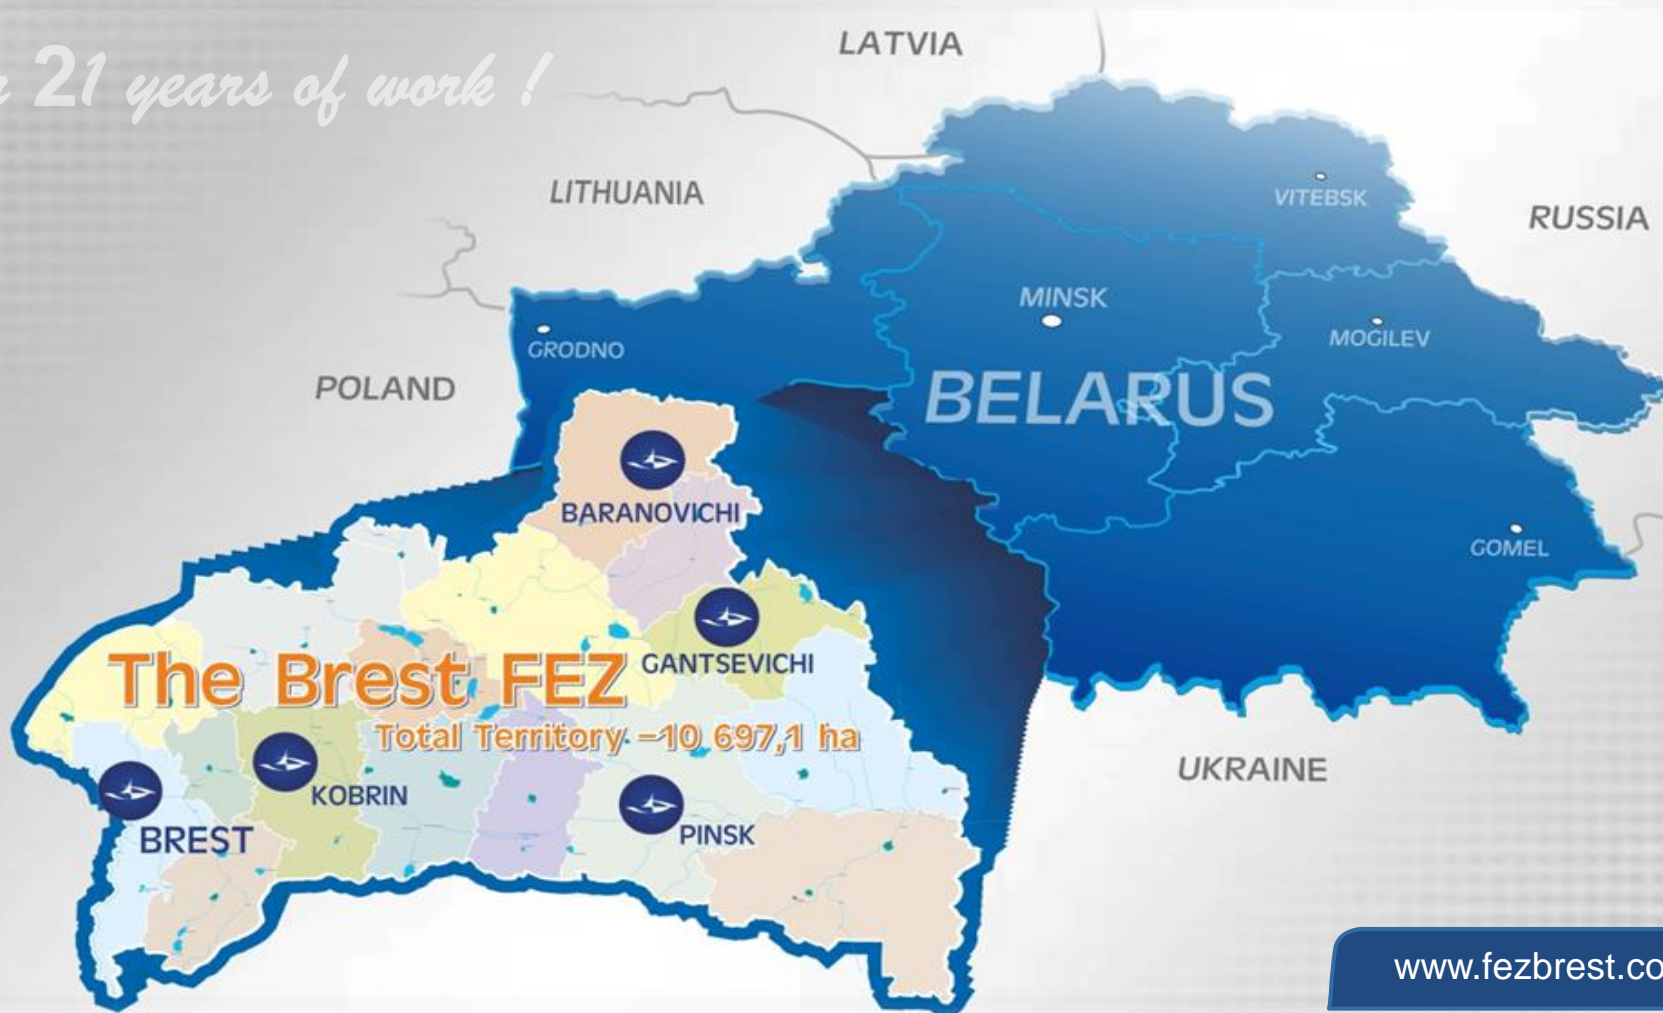 21 years of work !
LATVIA
LITHUANIA
VITEBSK
RUSSIA
MINSK
GRODNO
MOGILEV
POLAND
BELARUS
BARANOVICHI
GOMEL
The Brest FEZ
GANTSEVICHI
Total Territory –10 697,1 ha
UKRAINE
KOBRIN
BREST
PINSK
www.fezbrest.co